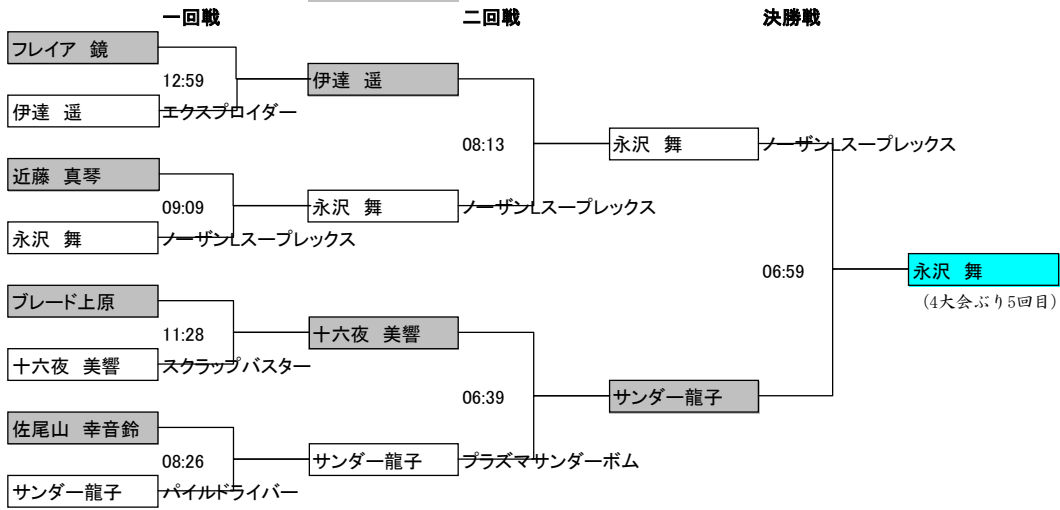 一回戦 二回戦 決勝戦
フレイア 鏡
12:59
伊達 遥
伊達 遥
エクスプロイダー
08:13
永沢 舞
ノーザンLスープレックス
近藤 真琴
09:09
永沢 舞
ノーザンLスープレックス
永沢 舞
ノーザンLスープレックス
06:59
永沢 舞
(4大会ぶり5回目)
ブレード上原
11:28
十六夜 美響
十六夜 美響
スクラップバスター
06:39
サンダー龍子
佐尾山 幸音鈴
08:26
サンダー龍子
プラズマサンダーボム
サンダー龍子
パイルドライバー